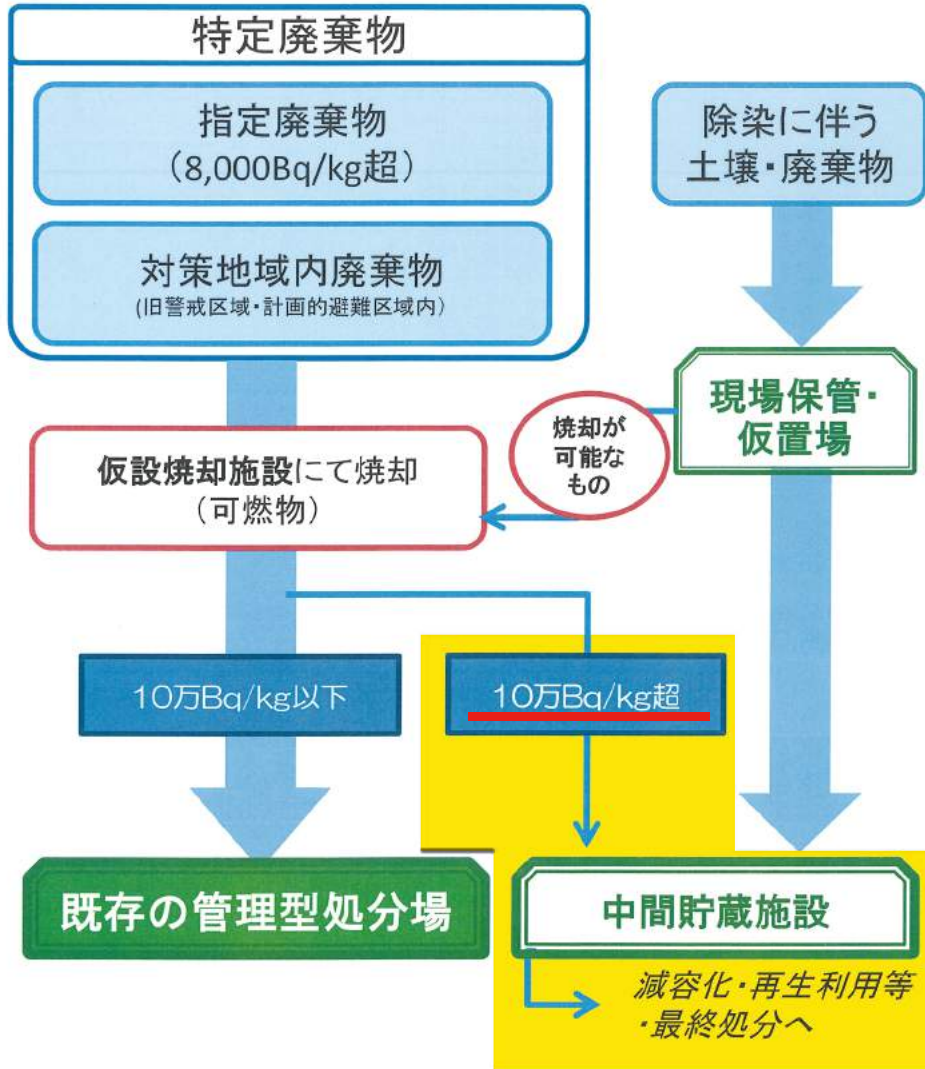 特定廃棄物
指定廃棄物
（8,000Bq/kg超）
対策地域内廃棄物
(旧警戒区域・計画的避難区域内)
除染に伴う
土壌・廃棄物
現場保管・
仮置場
焼却が
可能な
もの
仮設焼却施設にて焼却
（可燃物）
10万Bq/kg以下
10万Bq/kg超
既存の管理型処分場
中間貯蔵施設
減容化・再生利用等
・最終処分へ